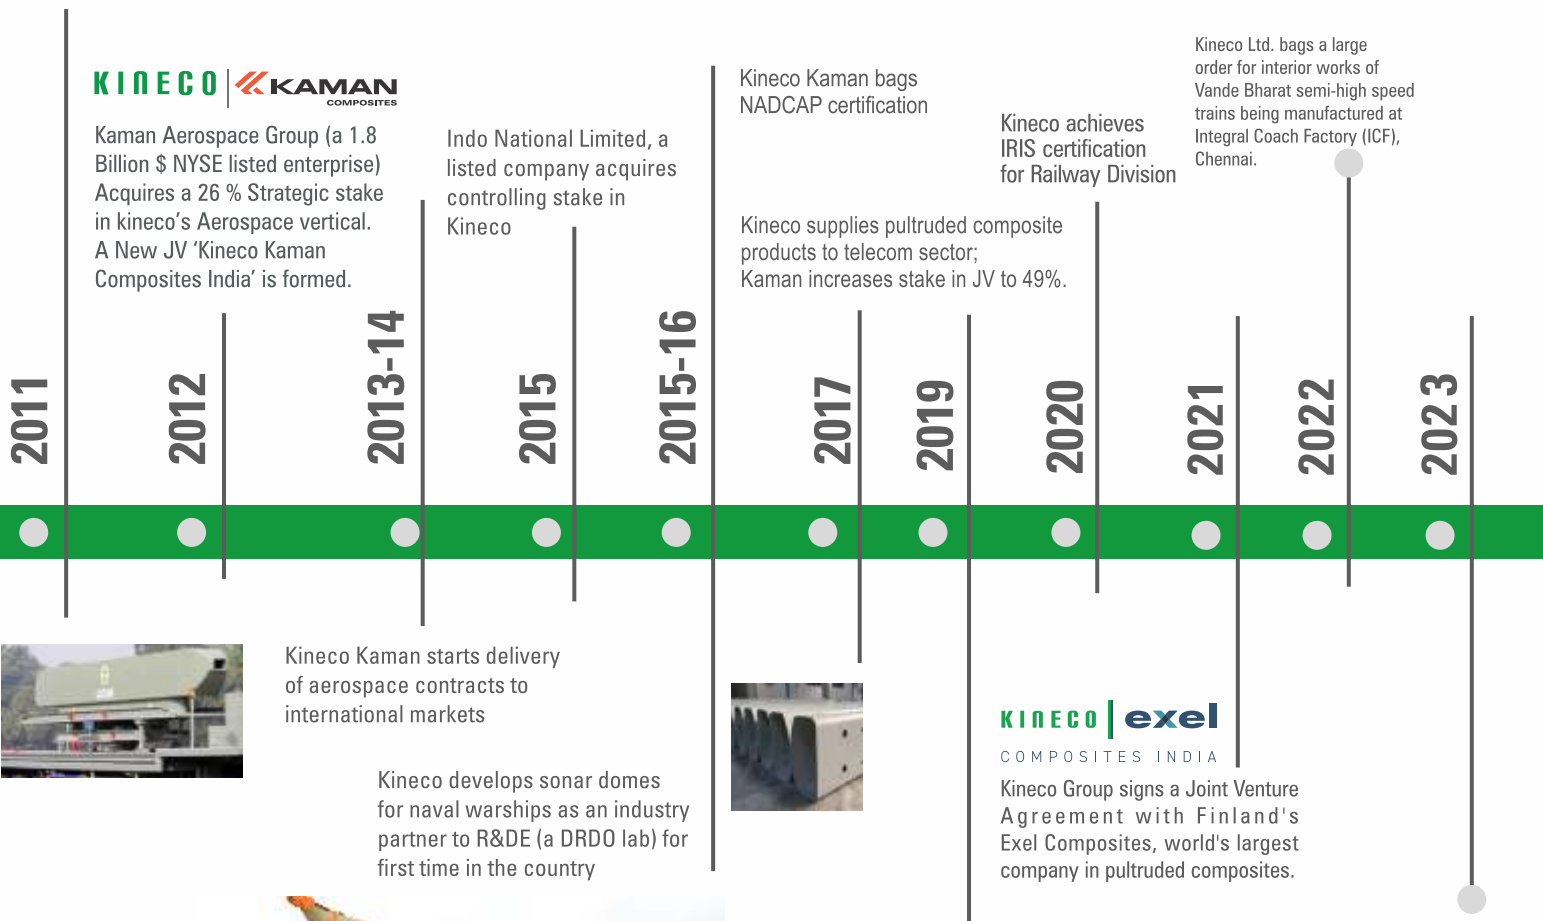 KINECO
KAMAN
COMPOSITES
Kaman Aerospace Group (a 1.8
Billion $ NYSE listed enterprise)
Acquires a 26 % Strategic stake
in kineco’s Aerospace vertical.
A New JV ‘Kineco Kaman
Composites India’ is formed.
Indo National Limited, a
listed company acquires
controlling stake in
Kineco
Kineco Kaman bags
NADCAP certification
Kineco supplies pultruded composite
products to telecom sector;
Kaman increases stake in JV to 49%.
Kineco achieves
IRIS certification
for Railway Division
Kineco Ltd. bags a large
order for interior works of
Vande Bharat semi-high speed
trains being manufactured at
Integral Coach Factory (ICF),
Chennai.
2011
2012
2013-14
2015
2015-16
2017
2019
2020
2021
2022
2023
Kineco Kaman starts delivery
of aerospace contracts to
international markets
Kineco develops sonar domes
for naval warships as an industry
partner to R&DE (a DRDO lab) for
first time in the country
KINECO
exel
COMPOSITES INDIA
Kineco Group signs a Joint Venture
Agreement with Finland's
Exel Composites, world's largest
company in pultruded composites.